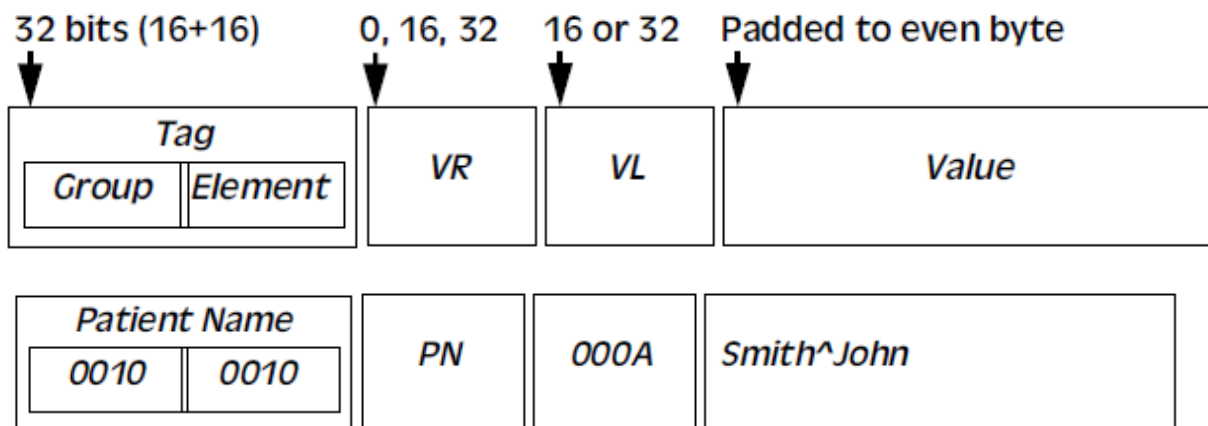 32 bits (16+16) 0, 16, 32 16 or 32 Padded to even byte
Tag
Group Element VR VL Value
Patient Name
0010 0010 PN 000A Smith^John